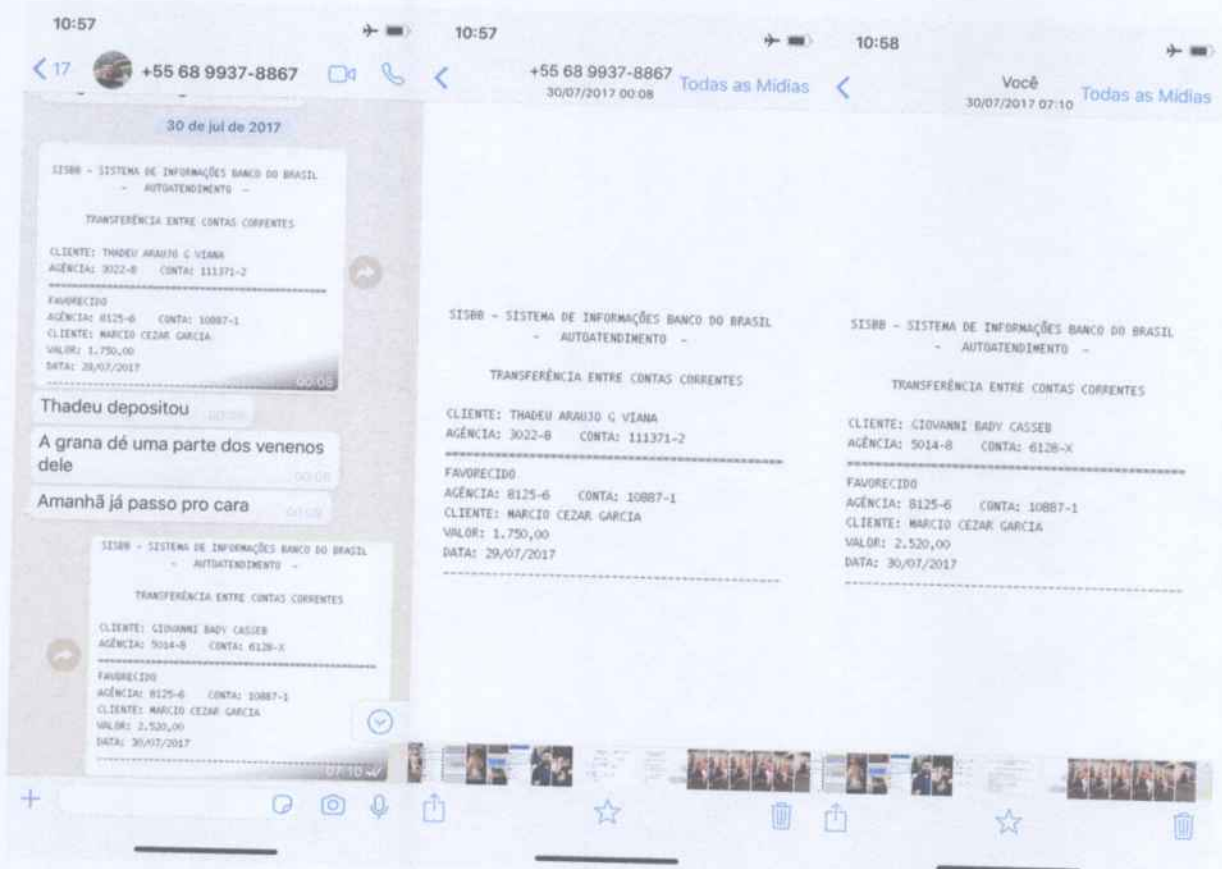 10:57
17
+55 68 9937-8867
30 de jul de 2017
SISBB - SISTEMA DE INFORMAÇÕES BANCO DO BRASIL
- AUTOATENDIMENTO -
TRANSFERÊNCIA ENTRE CONTAS CORRENTES
CLIENTE: THADEU ARAUJO G VIANA
AGÊNCIA: 3022-8 CONTA: 111371-2
FAVORECIDO
AGÊNCIA: 8125-6 CONTA: 10887-1
CLIENTE: MARCIO CEZAR GARCIA
VALOR: 1.750,00
DATA: 29/07/2017
00:08
Thadeu depositou
A grana dé uma parte dos venenos
dele
Amanhã já passo pro cara
SISBB - SISTEMA DE INFORMAÇÕES BANCO DO BRASIL
- AUTOATENDIMENTO -
TRANSFERÊNCIA ENTRE CONTAS CORRENTES
CLIENTE: GIOVANNI BADY CASSEB
AGÊNCIA: 5014-8 CONTA: 6128-X
FAVORECIDO
AGÊNCIA: 8125-6 CONTA: 10887-1
CLIENTE: MARCIO CEZAR GARCIA
VALOR: 2.520,00
DATA: 30/07/2017
07:10
10:57
+55 68 9937-8867
30/07/2017 00:08
Todas as Mídias
SISBB - SISTEMA DE INFORMAÇÕES BANCO DO BRASIL
- AUTOATENDIMENTO -
TRANSFERÊNCIA ENTRE CONTAS CORRENTES
CLIENTE: THADEU ARAUJO G VIANA
AGÊNCIA: 3022-8 CONTA: 111371-2
FAVORECIDO
AGÊNCIA: 8125-6 CONTA: 10887-1
CLIENTE: MARCIO CEZAR GARCIA
VALOR: 1.750,00
DATA: 29/07/2017
10:58
Você
30/07/2017 07:10
Todas as Mídias
SISBB - SISTEMA DE INFORMAÇÕES BANCO DO BRASIL
- AUTOATENDIMENTO -
TRANSFERÊNCIA ENTRE CONTAS CORRENTES
CLIENTE: GIOVANNI BADY CASSEB
AGÊNCIA: 5014-8 CONTA: 6128-X
FAVORECIDO
AGÊNCIA: 8125-6 CONTA: 10887-1
CLIENTE: MARCIO CEZAR GARCIA
VALOR: 2.520,00
DATA: 30/07/2017